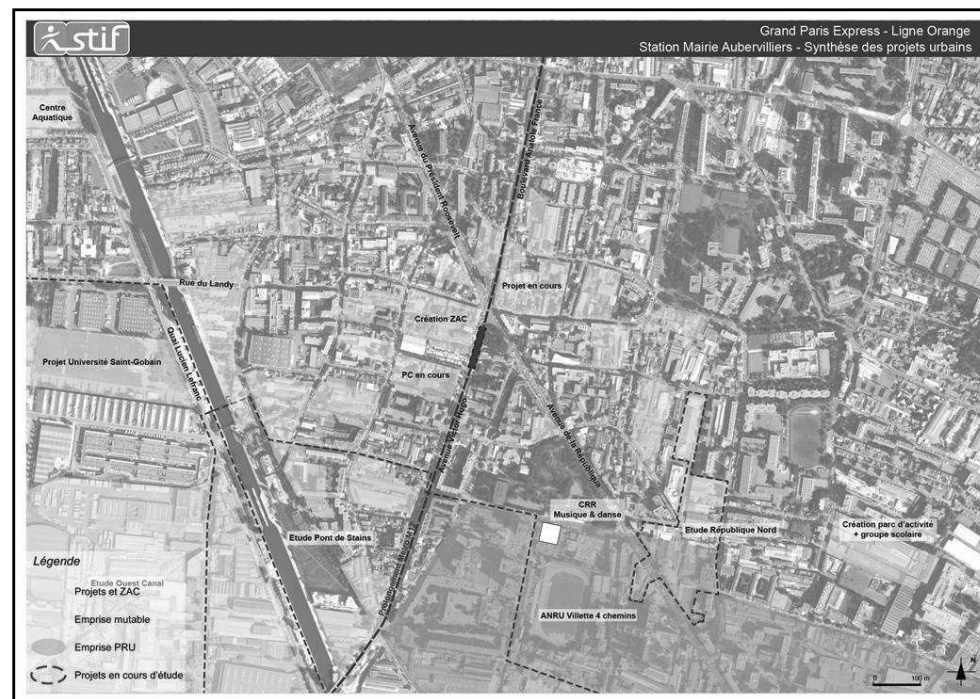 stif
Grand Paris Express - Ligne Orange
Station Mairie Aubervilliers - Synthèse des projets urbains
Centre
Aquatique
Avenue du Président Roosevelt
Boulevard Anatole France
Rue du Landy
Projet en cours
Création ZAC
Quai Lucien Lefranc
Projet Université Saint-Gobain
PC en cours
Avenue Victor Hugo
Avenue de la République
CRR
Musique & danse
Etude Pont de Stains
Etude République Nord
Création parc d'activité
+ groupe scolaire
Légende
Etude Ouest Canal
Projets et ZAC
Emprise mutable
Emprise PRU
Projets en cours d'étude
ANRU Villette 4 chemins
N
0 100 m